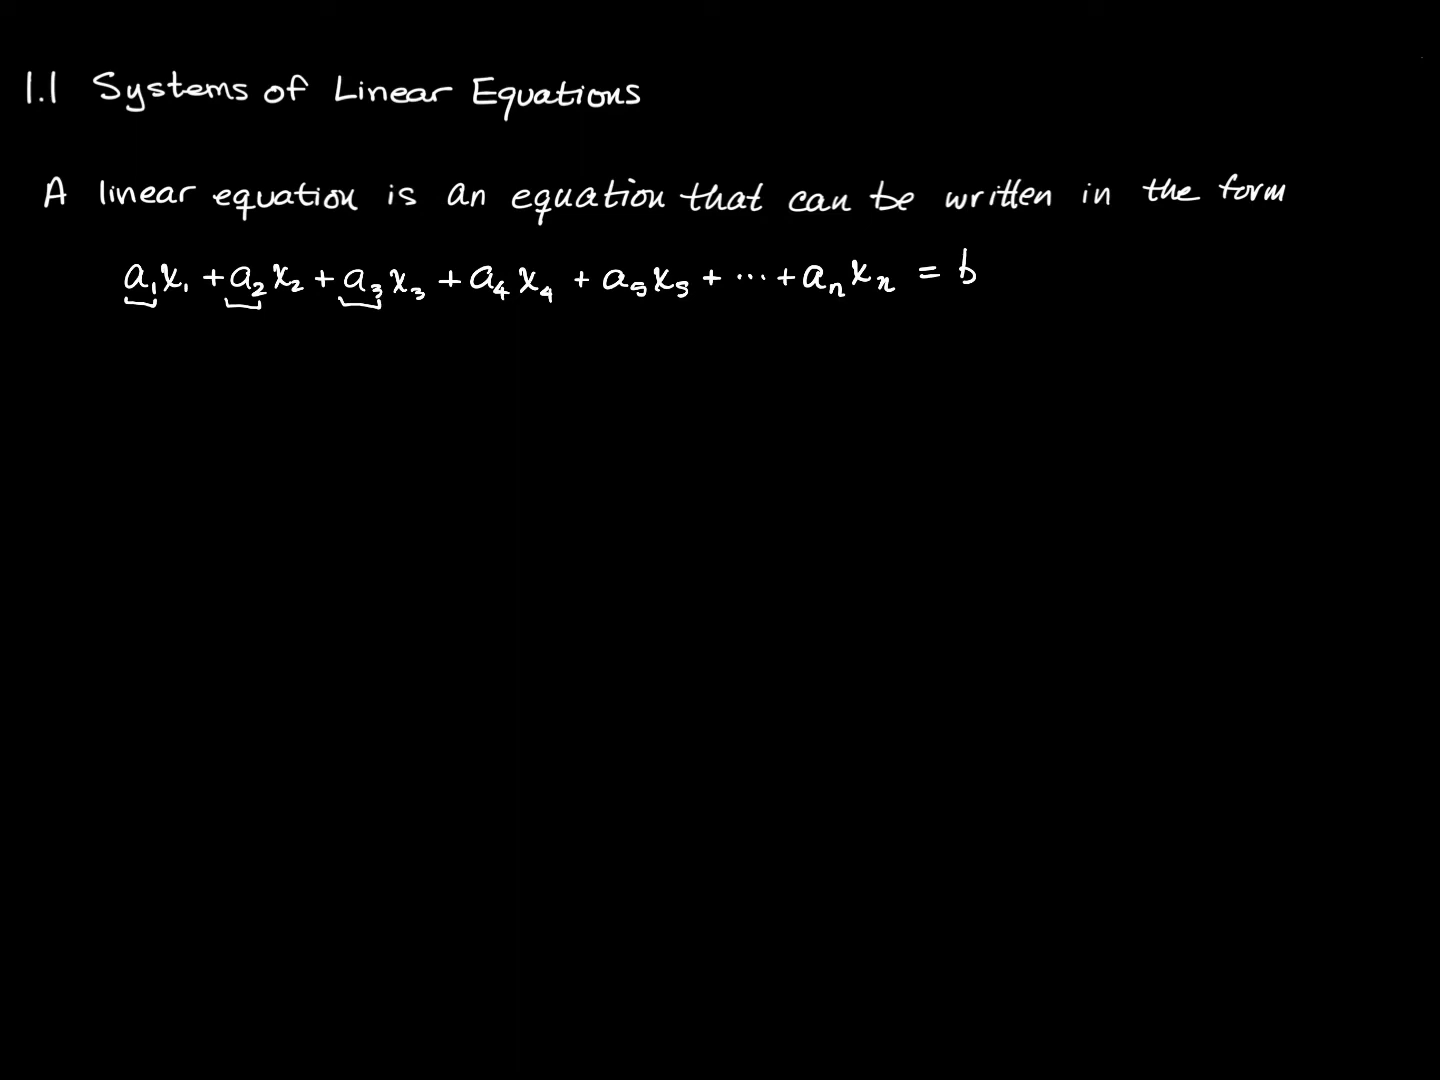 1.1 Systems of Linear Equations
A linear equation is an equation that can be written in the form
a₁x₁ + a₂x₂ + a₃x₃ + a₄x₄ + a₅x₅ + ··· + aₙxₙ = b